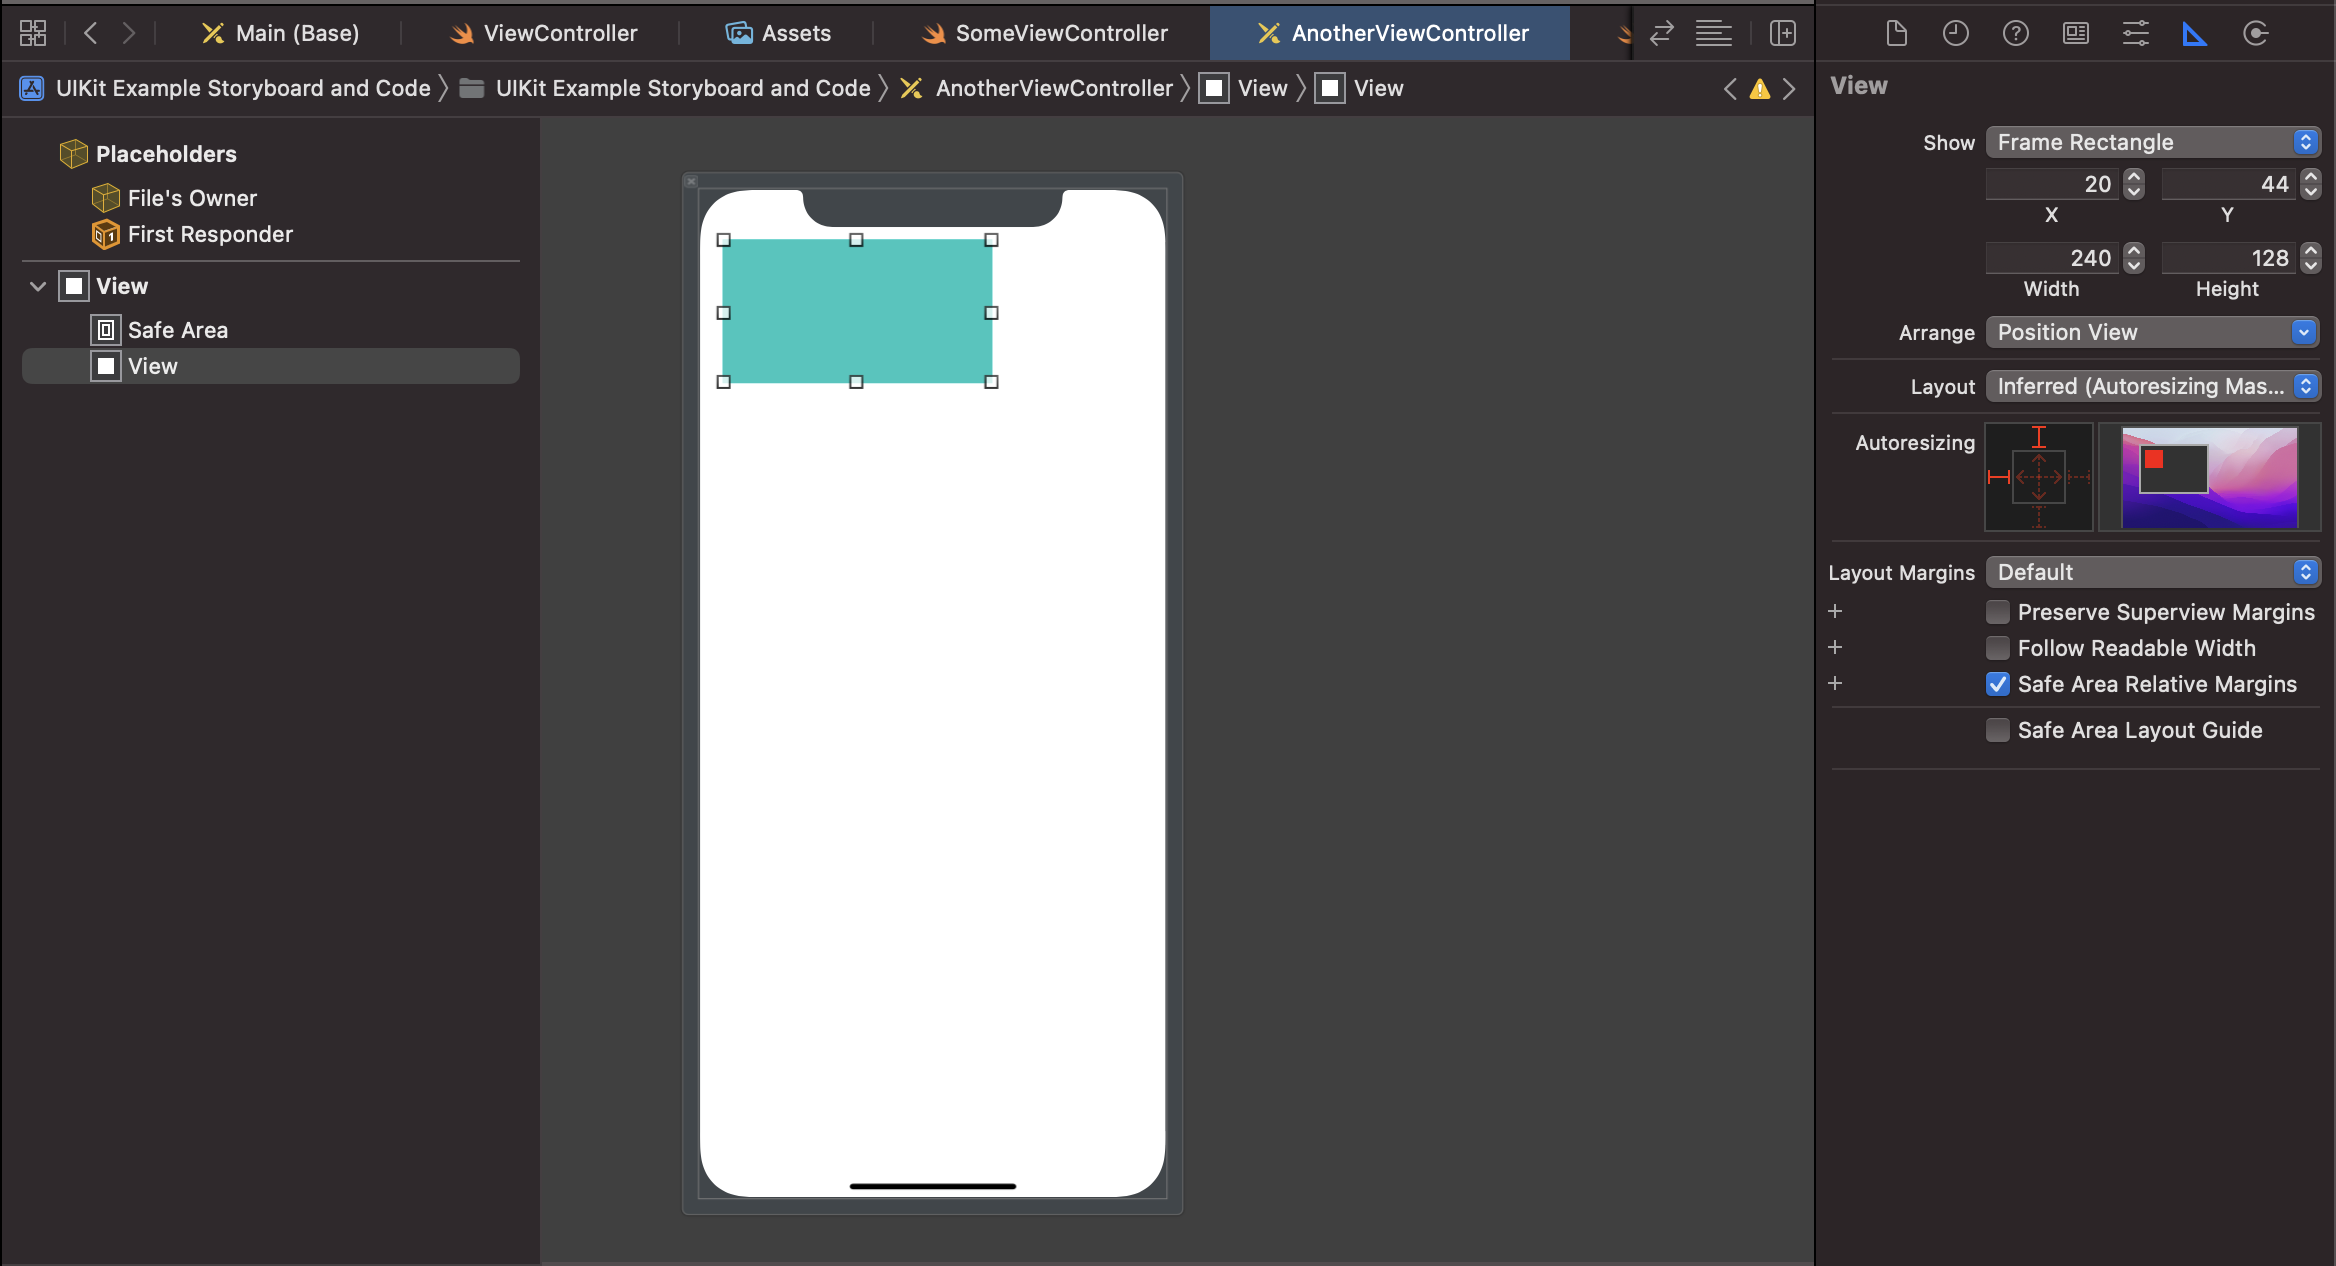 Main (Base)
ViewController
Assets
SomeViewController
AnotherViewController
UIKit Example Storyboard and Code
UIKit Example Storyboard and Code
AnotherViewController
View
View
Placeholders
File's Owner
First Responder
View
Safe Area
View
View
Show Frame Rectangle
20 44
X Y
240 128
Width Height
Arrange Position View
Layout Inferred (Autoresizing Mas...
Autoresizing
Layout Margins Default
Preserve Superview Margins
Follow Readable Width
Safe Area Relative Margins
Safe Area Layout Guide